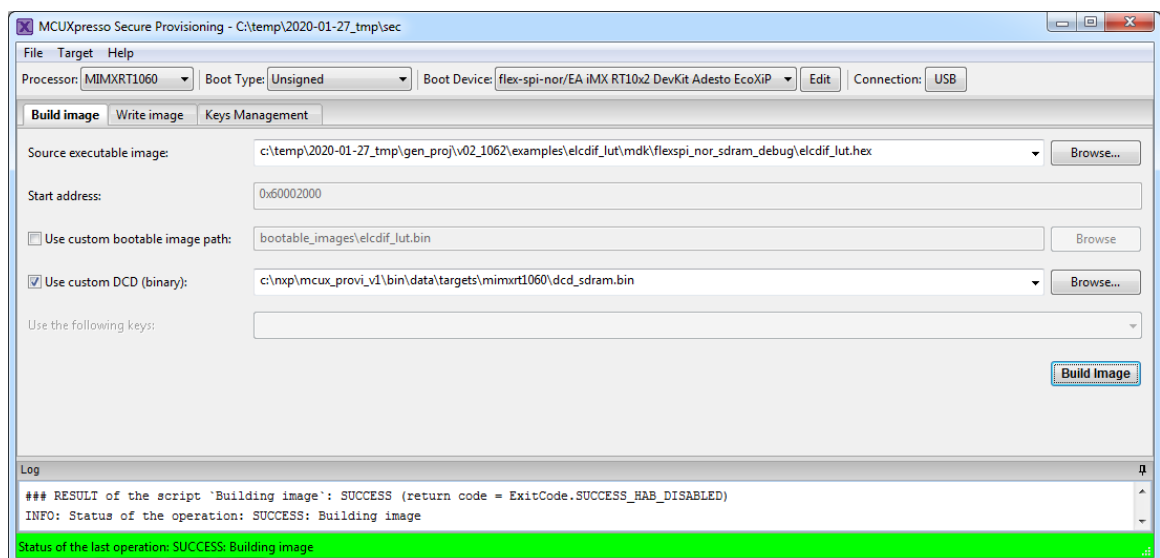 MCUXpresso Secure Provisioning - C:\temp\2020-01-27_tmp\sec
File Target Help
Processor: MIMXRT1060 Boot Type: Unsigned Boot Device: flex-spi-nor/EA iMX RT10x2 DevKit Adesto EcoXiP Edit Connection: USB
Build image Write image Keys Management
Source executable image: c:\temp\2020-01-27_tmp\gen_proj\v02_1062\examples\elcdif_lut\mdk\flexspi_nor_sdram_debug\elcdif_lut.hex Browse...
Start address: 0x60002000
Use custom bootable image path: bootable_images\elcdif_lut.bin Browse
Use custom DCD (binary): c:\nxp\mcux_provi_v1\bin\data\targets\mimxrt1060\dcd_sdram.bin Browse...
Use the following keys:
Build Image
Log
### RESULT of the script `Building image`: SUCCESS (return code = ExitCode.SUCCESS_HAB_DISABLED)
INFO: Status of the operation: SUCCESS: Building image
Status of the last operation: SUCCESS: Building image